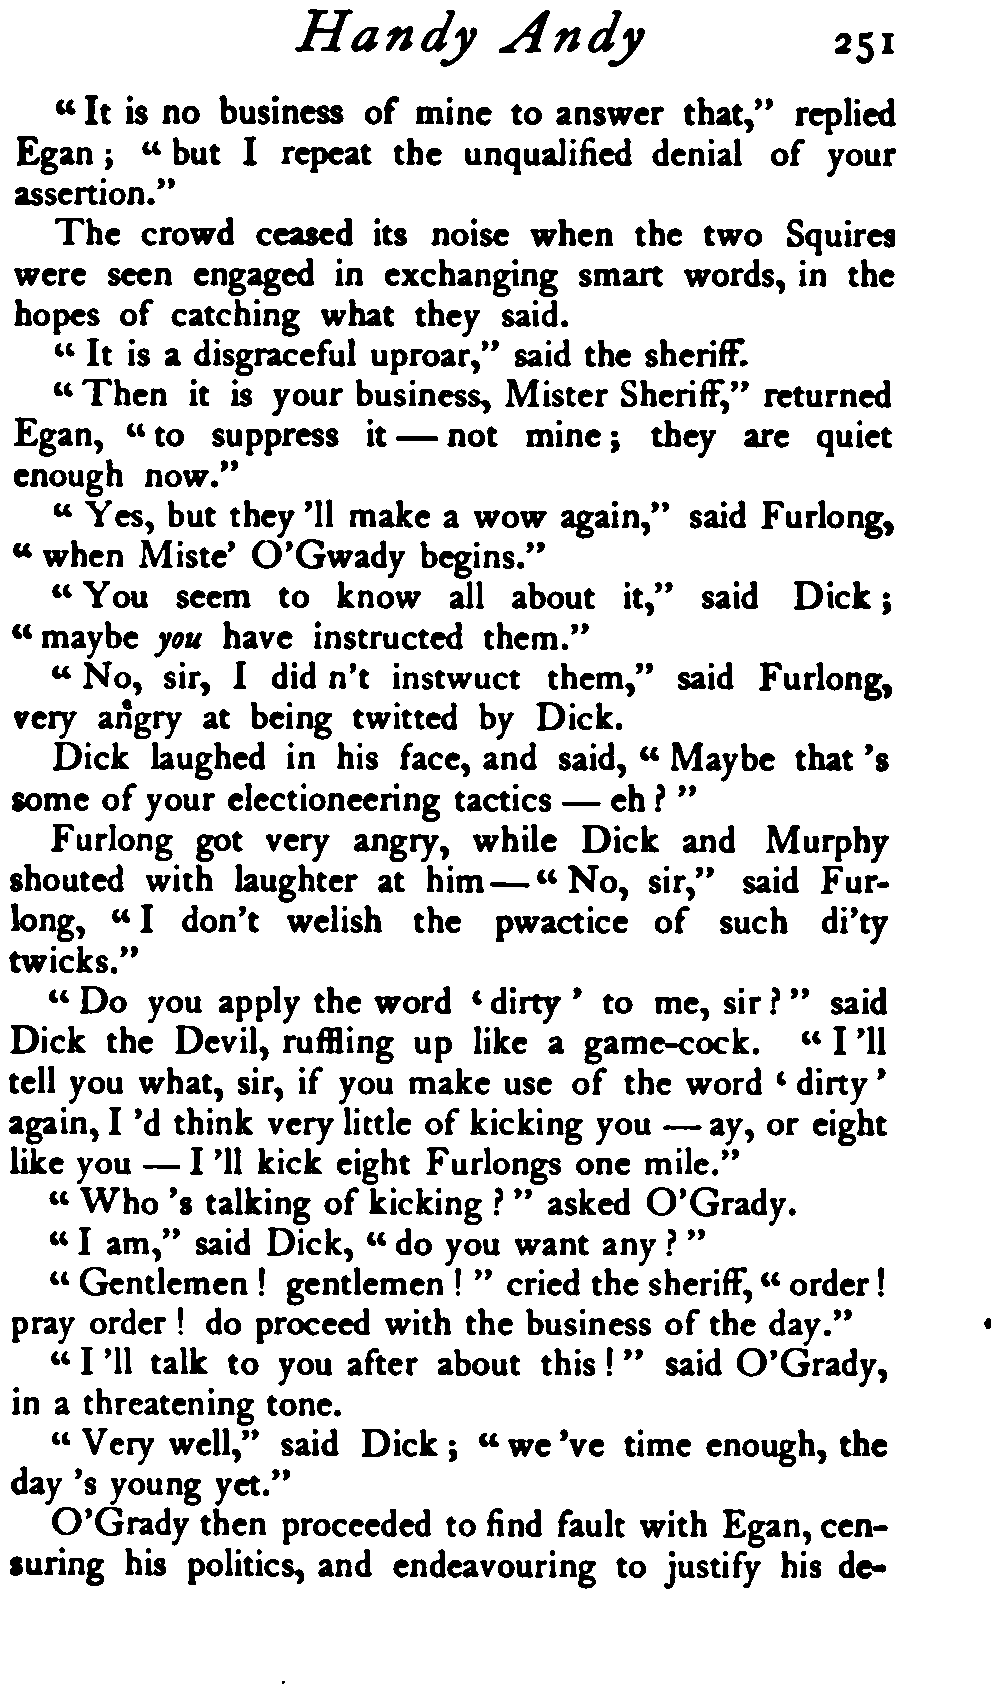 Handy Andy 251
“ It is no business of mine to answer that,” replied
Egan ; “ but I repeat the unqualified denial of your
assertion.”
The crowd ceased its noise when the two Squires
were seen engaged in exchanging smart words, in the
hopes of catching what they said.
“ It is a disgraceful uproar,” said the sheriff.
“ Then it is your business, Mister Sheriff,” returned
Egan, “ to suppress it — not mine ; they are quiet
enough now.”
“ Yes, but they ’ll make a wow again,” said Furlong,
“ when Miste’ O’Gwady begins.”
“ You seem to know all about it,” said Dick ;
“ maybe you have instructed them.”
“ No, sir, I did n’t instwuct them,” said Furlong,
very angry at being twitted by Dick.
Dick laughed in his face, and said, “ Maybe that ’s
some of your electioneering tactics — eh ? ”
Furlong got very angry, while Dick and Murphy
shouted with laughter at him — “ No, sir,” said Fur-
long, “ I don’t welish the pwactice of such di’ty
twicks.”
“ Do you apply the word ‘ dirty ’ to me, sir ? ” said
Dick the Devil, ruffling up like a game-cock. “ I ’ll
tell you what, sir, if you make use of the word ‘ dirty ’
again, I ’d think very little of kicking you — ay, or eight
like you — I ’ll kick eight Furlongs one mile.”
“ Who ’s talking of kicking ? ” asked O’Grady.
“ I am,” said Dick, “ do you want any ? ”
“ Gentlemen ! gentlemen ! ” cried the sheriff, “ order !
pray order ! do proceed with the business of the day.”
“ I ’ll talk to you after about this ! ” said O’Grady,
in a threatening tone.
“ Very well,” said Dick ; “ we ’ve time enough, the
day ’s young yet.”
O’Grady then proceeded to find fault with Egan, cen-
suring his politics, and endeavouring to justify his de-